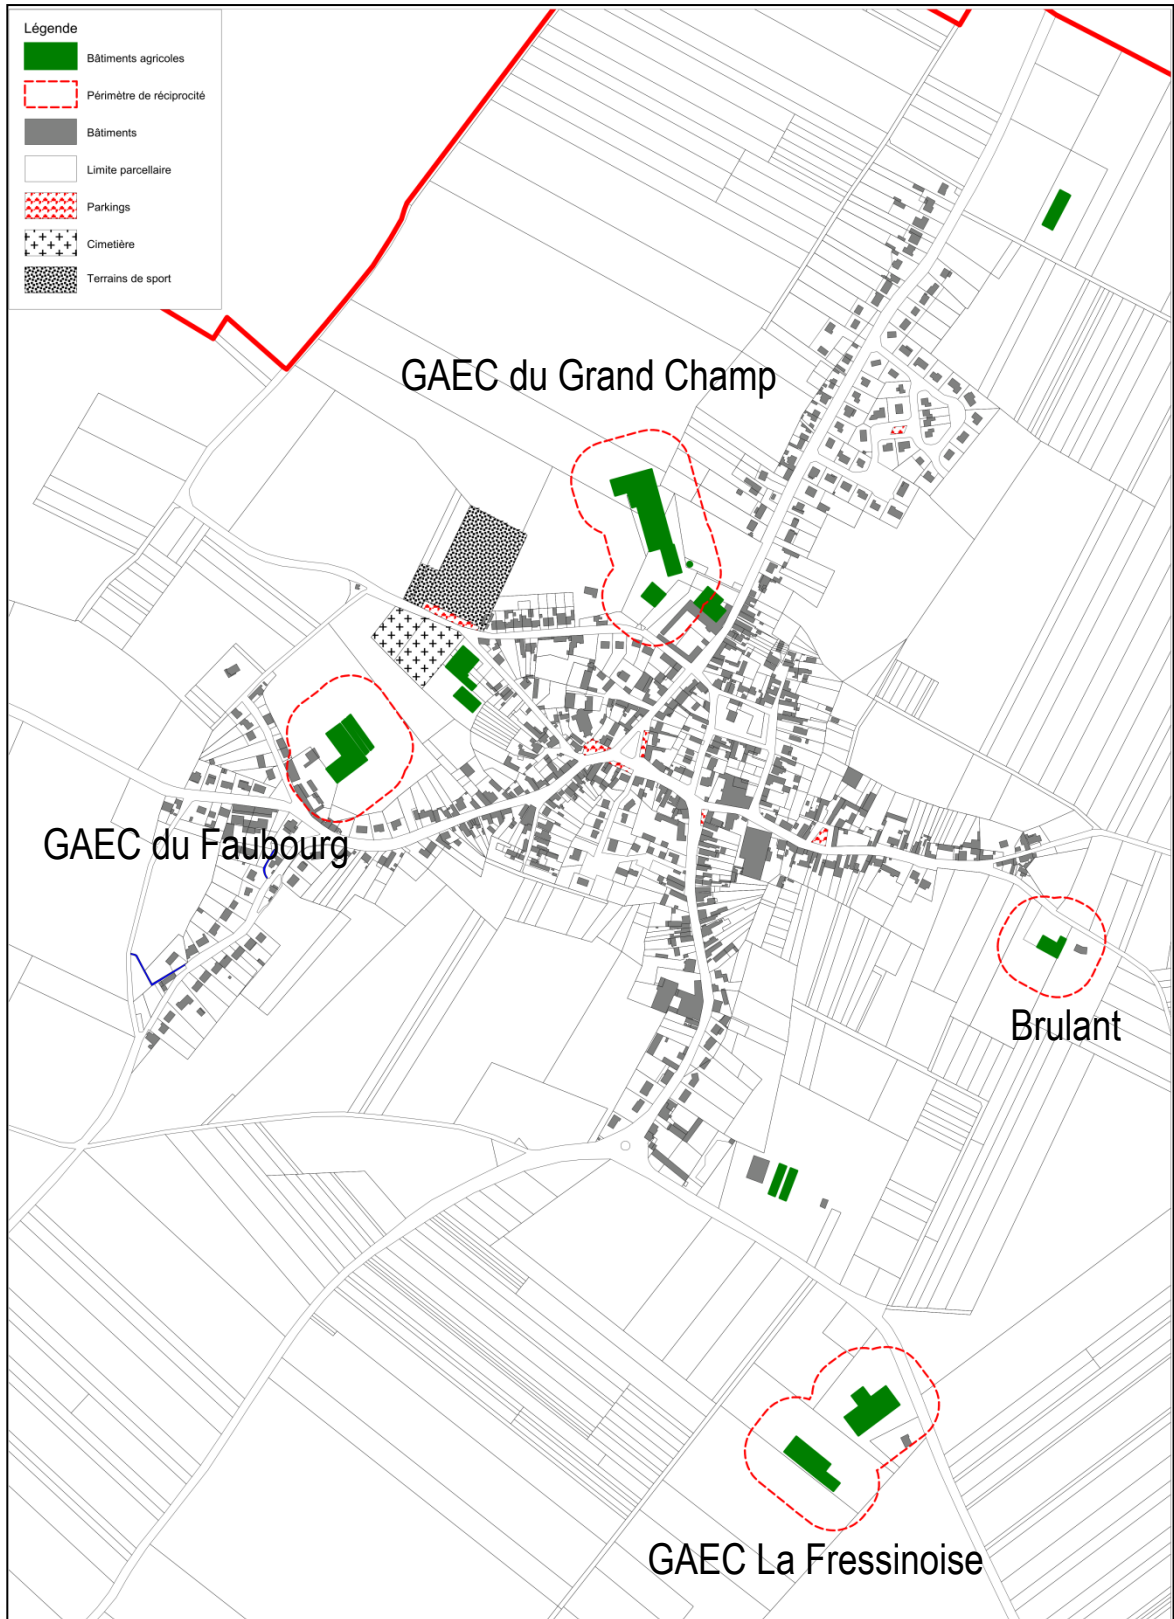 Légende
Bâtiments agricoles
Périmètre de réciprocité
Bâtiments
Limite parcellaire
Parkings
Cimetière
Terrains de sport
GAEC du Grand Champ
GAEC du Faubourg
Brulant
GAEC La Fressinoise